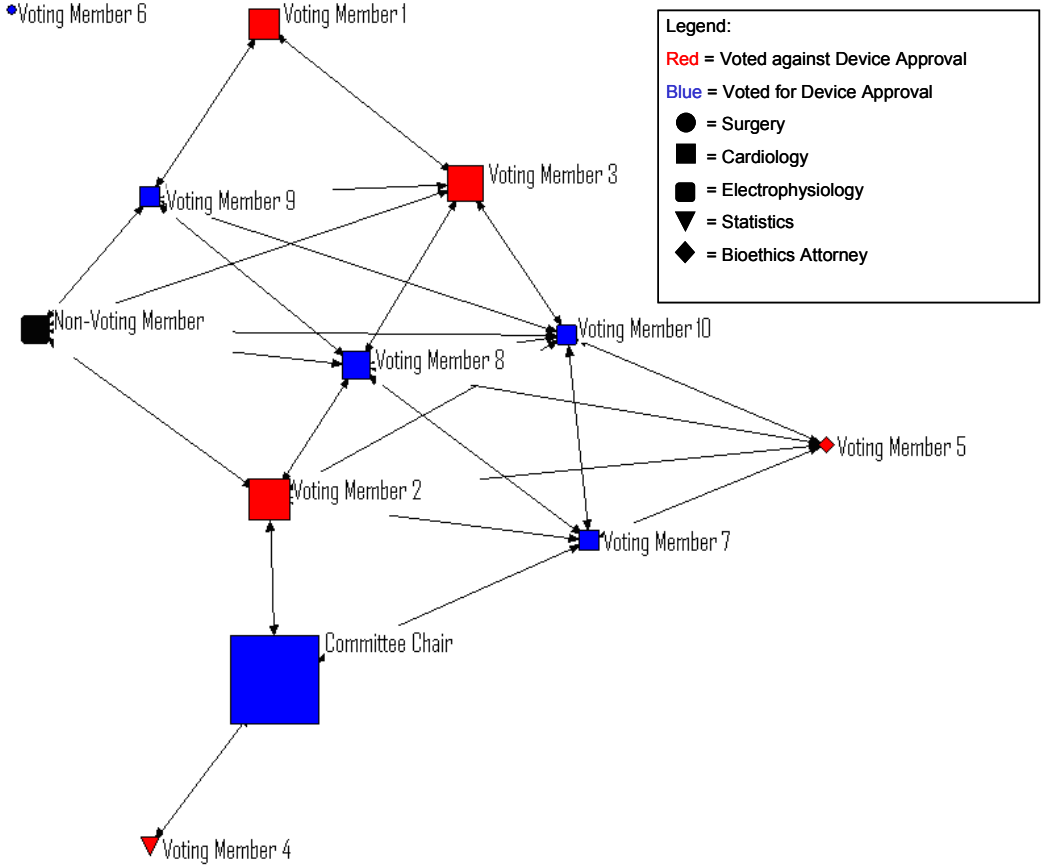 Voting Member 6
Voting Member 1
Legend:
Red = Voted against Device Approval
Blue = Voted for Device Approval
= Surgery
= Cardiology
= Electrophysiology
= Statistics
= Bioethics Attorney
Voting Member 3
Voting Member 9
Non-Voting Member
Voting Member 10
Voting Member 8
Voting Member 5
Voting Member 2
Voting Member 7
Committee Chair
Voting Member 4